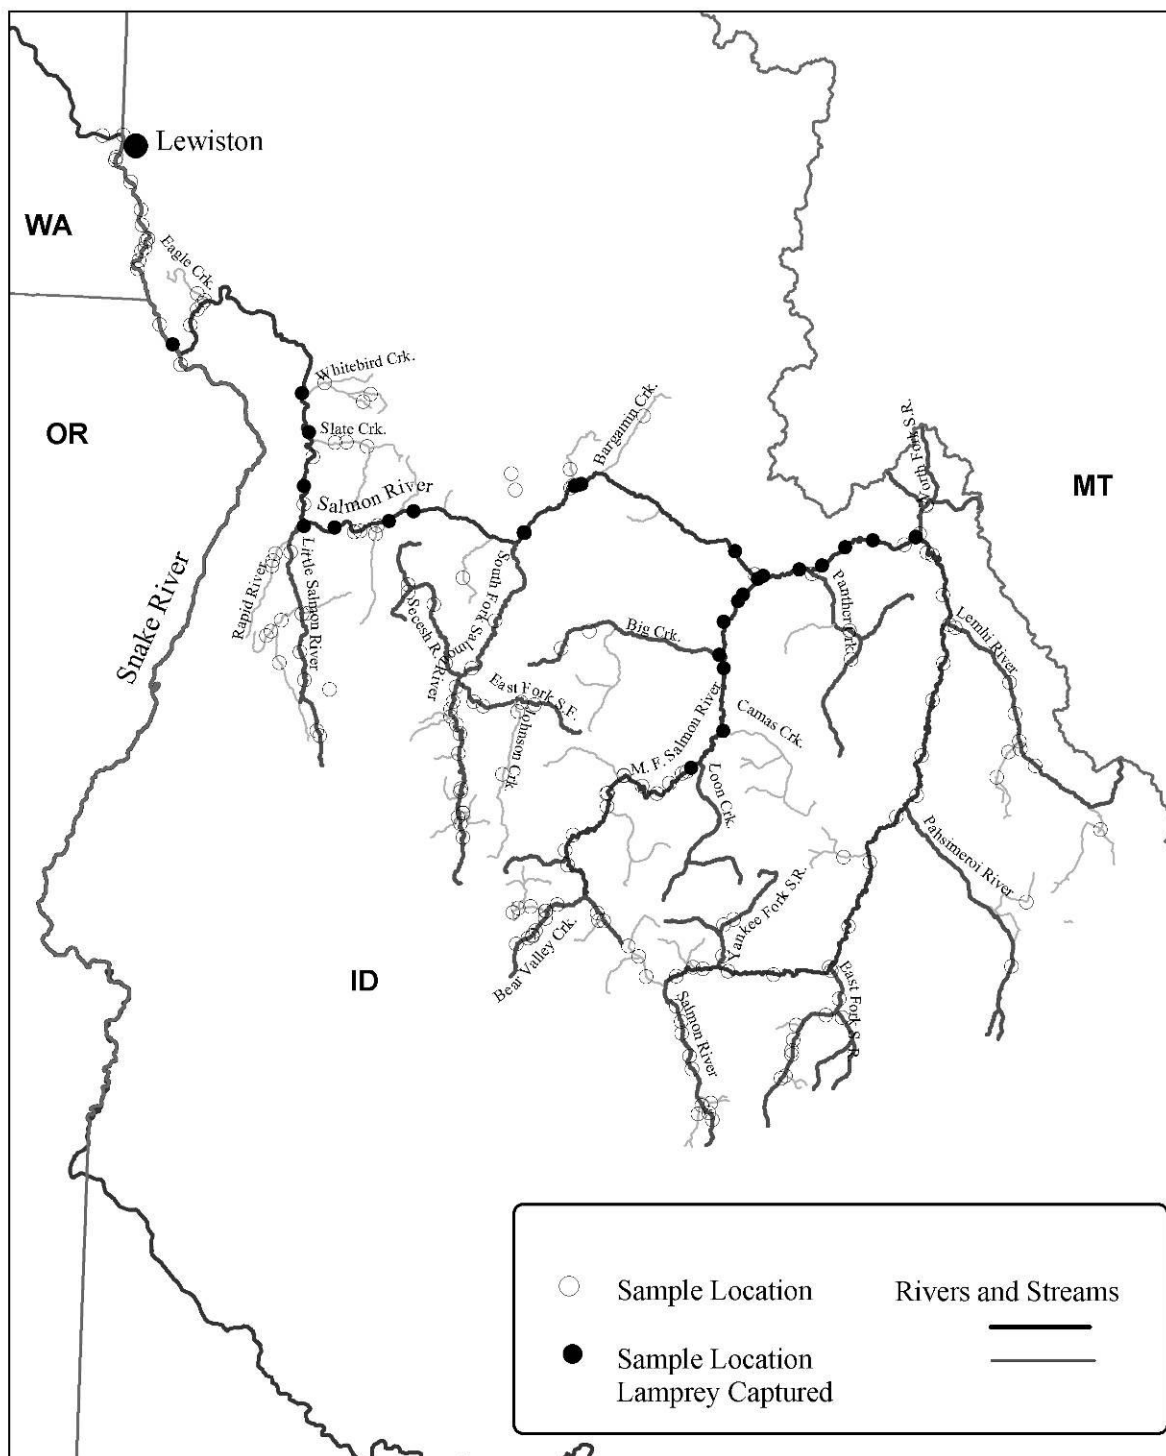 Lewiston
WA
Eagle Crk.
Whitebird Crk.
OR
Slate Crk.
Bargamin Crk.
North Fork S.R.
MT
Salmon River
Snake River
Rapid River
Little Salmon River
Secesh R.
South Fork Salmon River
Big Crk.
Panther Crk.
Lemhi River
East Fork S.F.
Johnson Crk.
M. F. Salmon River
Camas Crk.
Loon Crk.
Pahsimeroi River
Yankee Fork S.R.
Bear Valley Crk.
ID
Salmon River
East Fork S.R.
Sample Location
Rivers and Streams
Sample Location
Lamprey Captured